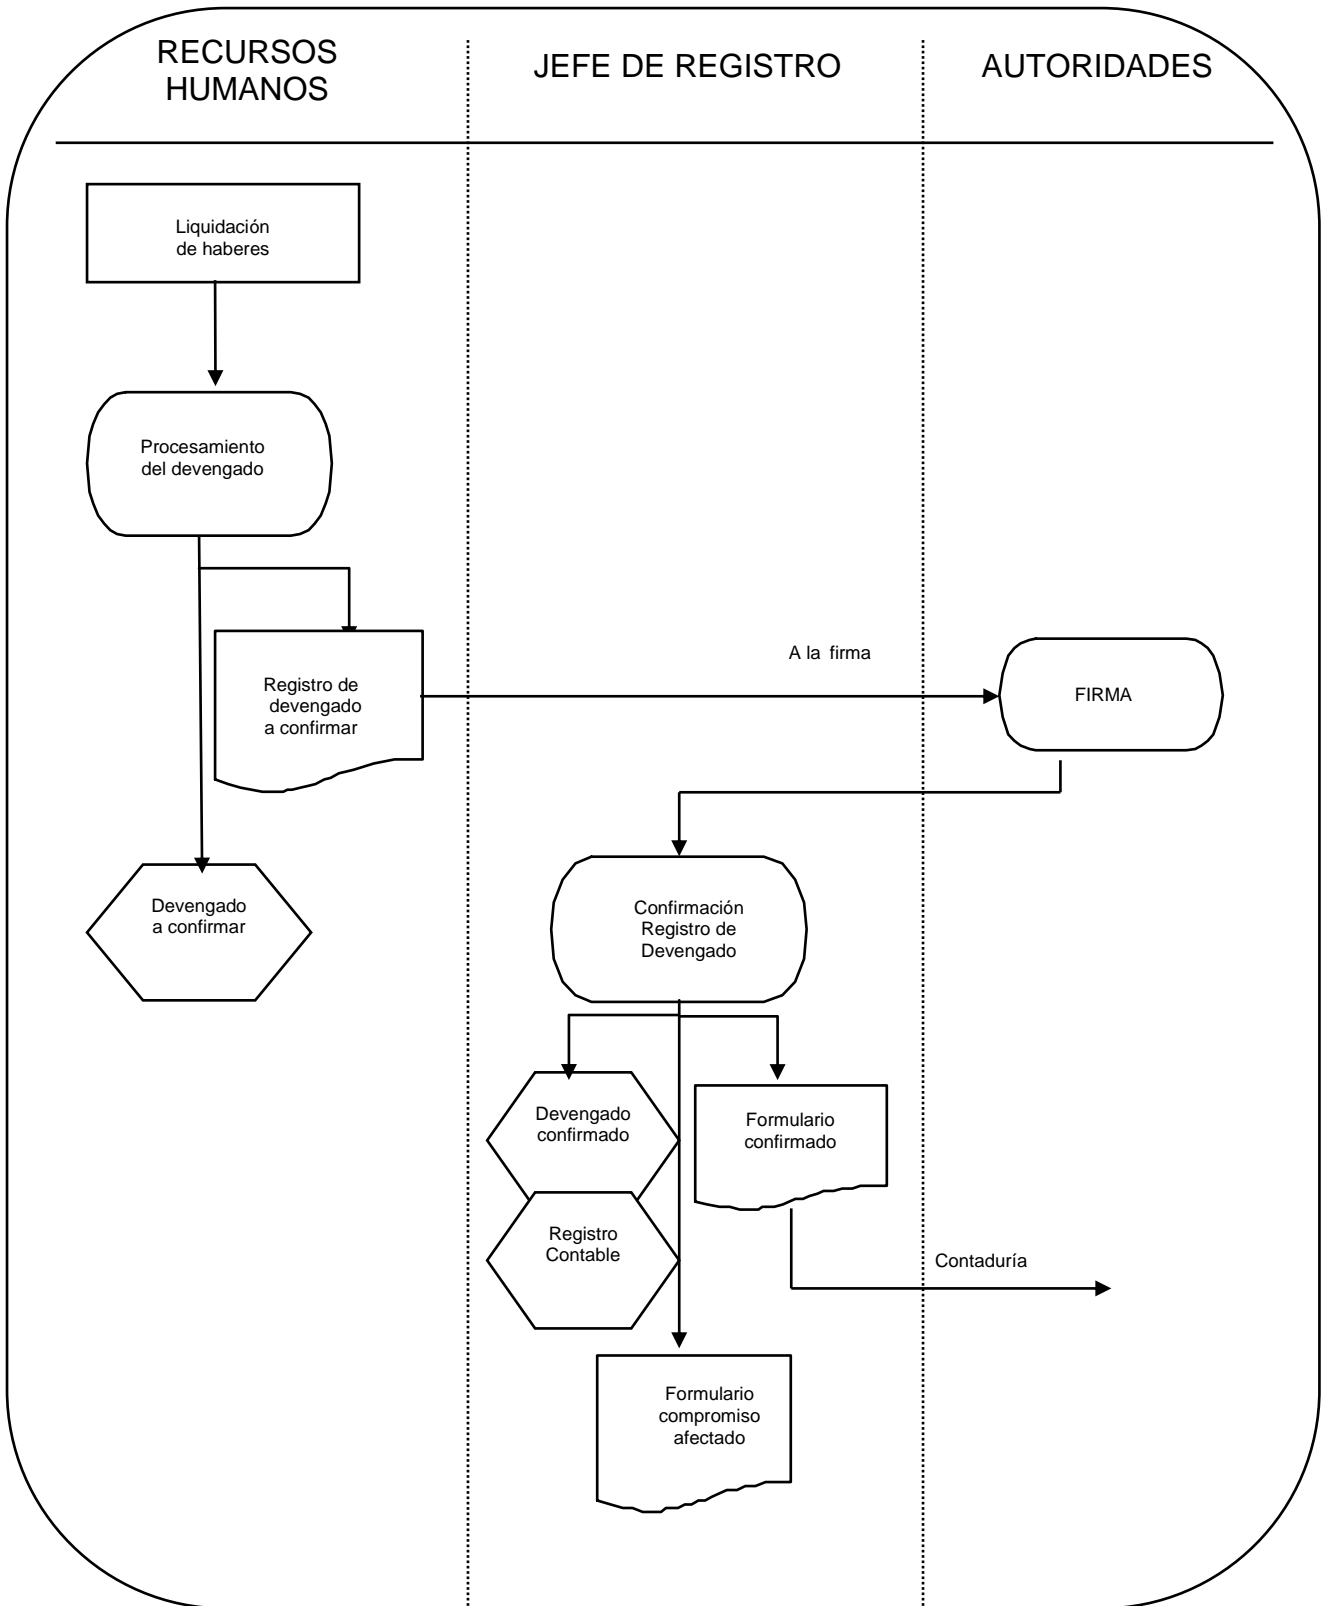 RECURSOS
HUMANOS
JEFE DE REGISTRO
AUTORIDADES
Liquidación
de haberes
Procesamiento
del devengado
Registro de
devengado
a confirmar
A la firma
FIRMA
Devengado
a confirmar
Confirmación
Registro de
Devengado
Devengado
confirmado
Formulario
confirmado
Registro
Contable
Contaduría
Formulario
compromiso
afectado